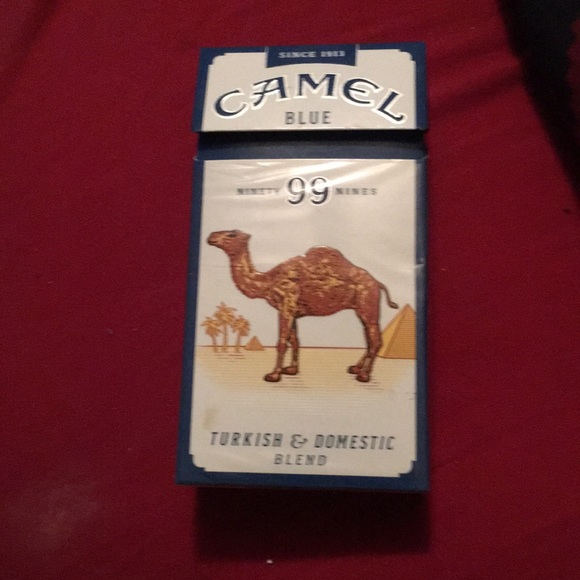 SINCE 1913
CAMEL
BLUE
NINETY 99 NINES
TURKISH & DOMESTIC
BLEND